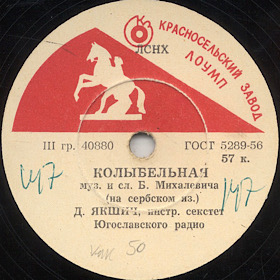 КРАСНОСЕЛЬСКИЙ ЗАВОД
ЛСНХ
ЛОУМП
III гр. 40880
ГОСТ 5289-56
57 к.
КОЛЫБЕЛЬНАЯ
муз. и сл. Б. Михалевича
(на сербском яз.)
Д. ЯКШИЧ, инстр. секстет
Югославского радио
147
147
50